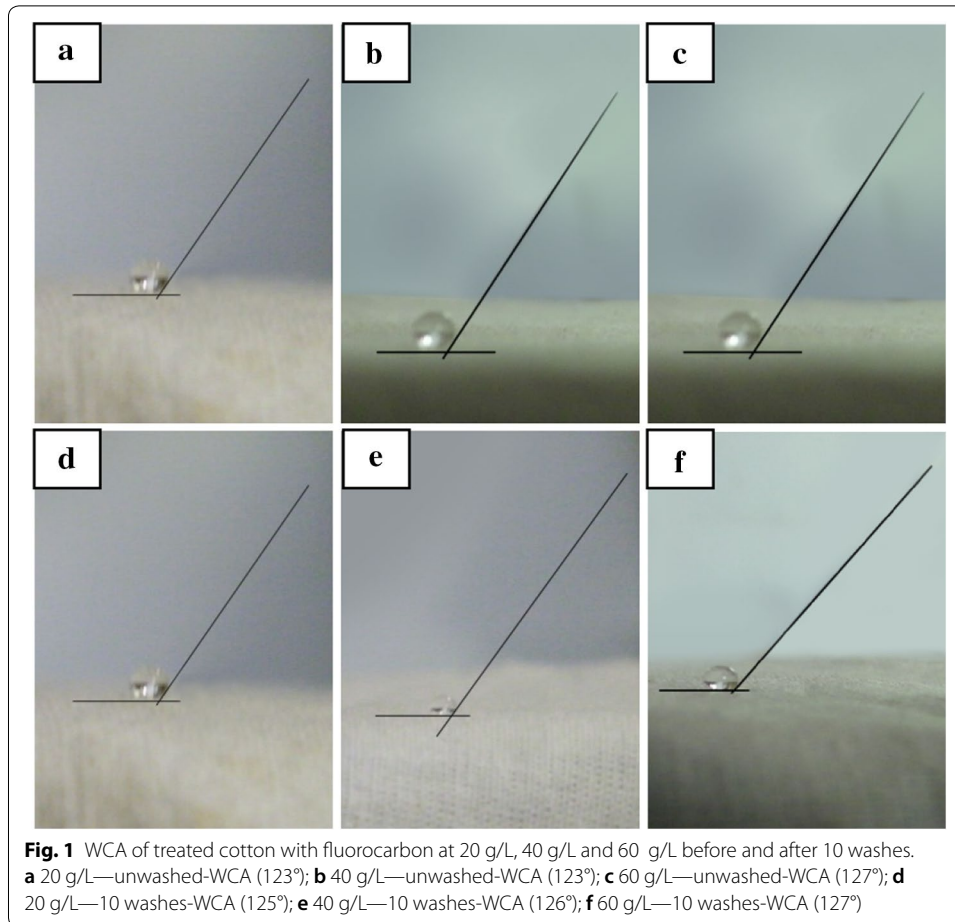 a
b
c
d
e
f
Fig. 1 WCA of treated cotton with fluorocarbon at 20 g/L, 40 g/L and 60 g/L before and after 10 washes.
a 20 g/L—unwashed-WCA (123°); b 40 g/L—unwashed-WCA (123°); c 60 g/L—unwashed-WCA (127°); d
20 g/L—10 washes-WCA (125°); e 40 g/L—10 washes-WCA (126°); f 60 g/L—10 washes-WCA (127°)